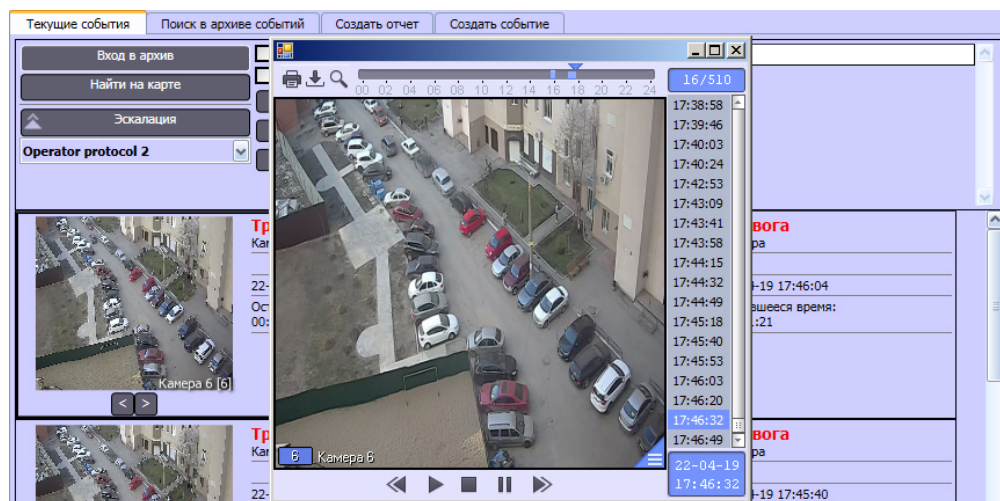 Текущие события
Поиск в архиве событий
Создать отчет
Создать событие
Вход в архив
Найти на карте
Эскалация
Operator protocol 2
00 02 04 06 08 10 12 14 16 18 20 22 24
16/510
17:38:58
17:39:46
17:40:03
17:40:24
17:42:53
17:43:09
17:43:41
17:43:58
17:44:15
17:44:32
17:44:49
17:45:18
17:45:40
17:45:53
17:46:03
17:46:20
17:46:32
17:46:49
22-04-19
17:46:32
6 Камера 6
Камера 6 [6]
< >
Тр
Кам
22-
Ост
00:
вога
ра
-19 17:46:04
вшееся время:
:21
Тр
Кам
22-
вога
ра
-19 17:45:40